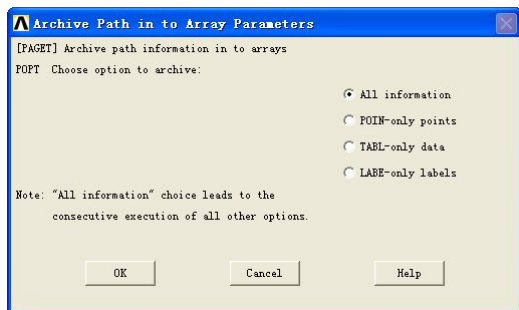 Archive Path in to Array Parameters
[PAGET] Archive path information in to arrays
POPT Choose option to archive:
All information
POIN-only points
TABL-only data
LABE-only labels
Note: "All information" choice leads to the
consecutive execution of all other options.
OK Cancel Help